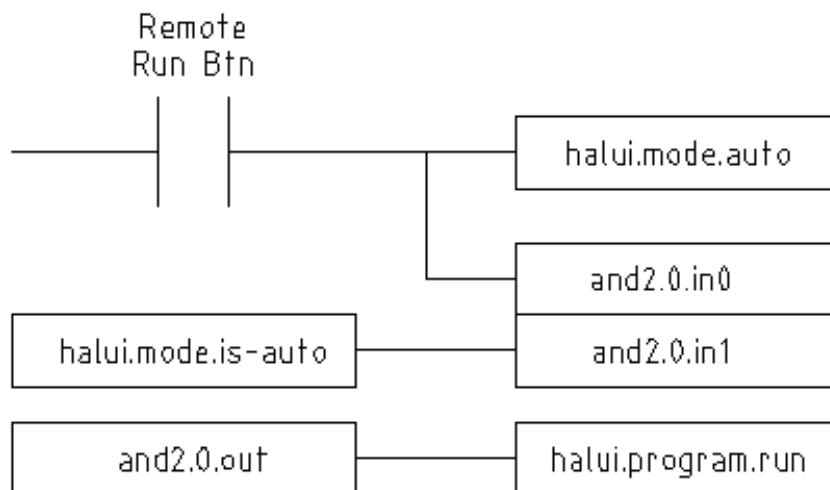 Remote
Run Btn
halui.mode.auto
and2.0.in0
halui.mode.is-auto
and2.0.in1
and2.0.out
halui.program.run